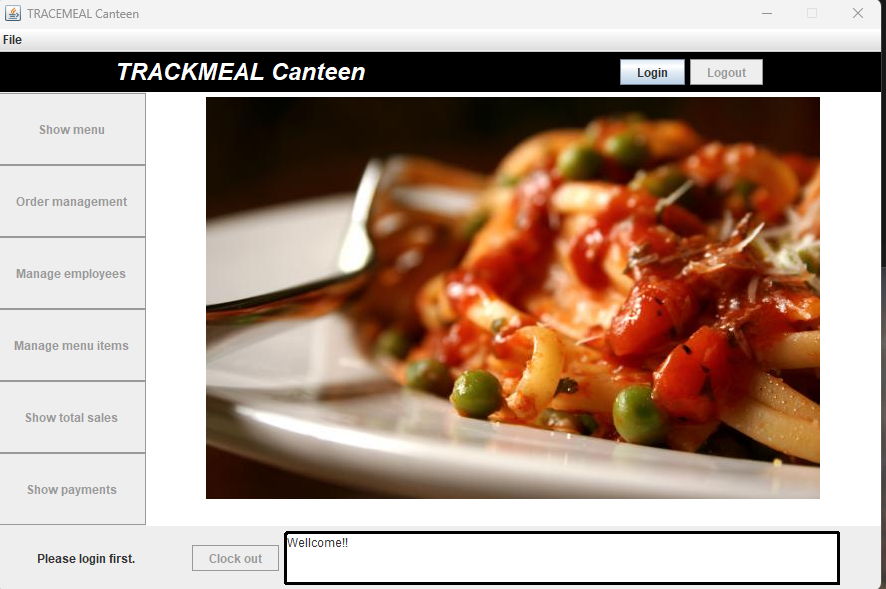 TRACEMEAL Canteen
File
TRACKMEAL Canteen
Login
Logout
Show menu
Order management
Manage employees
Manage menu items
Show total sales
Show payments
Please login first.
Clock out
Wellcome!!